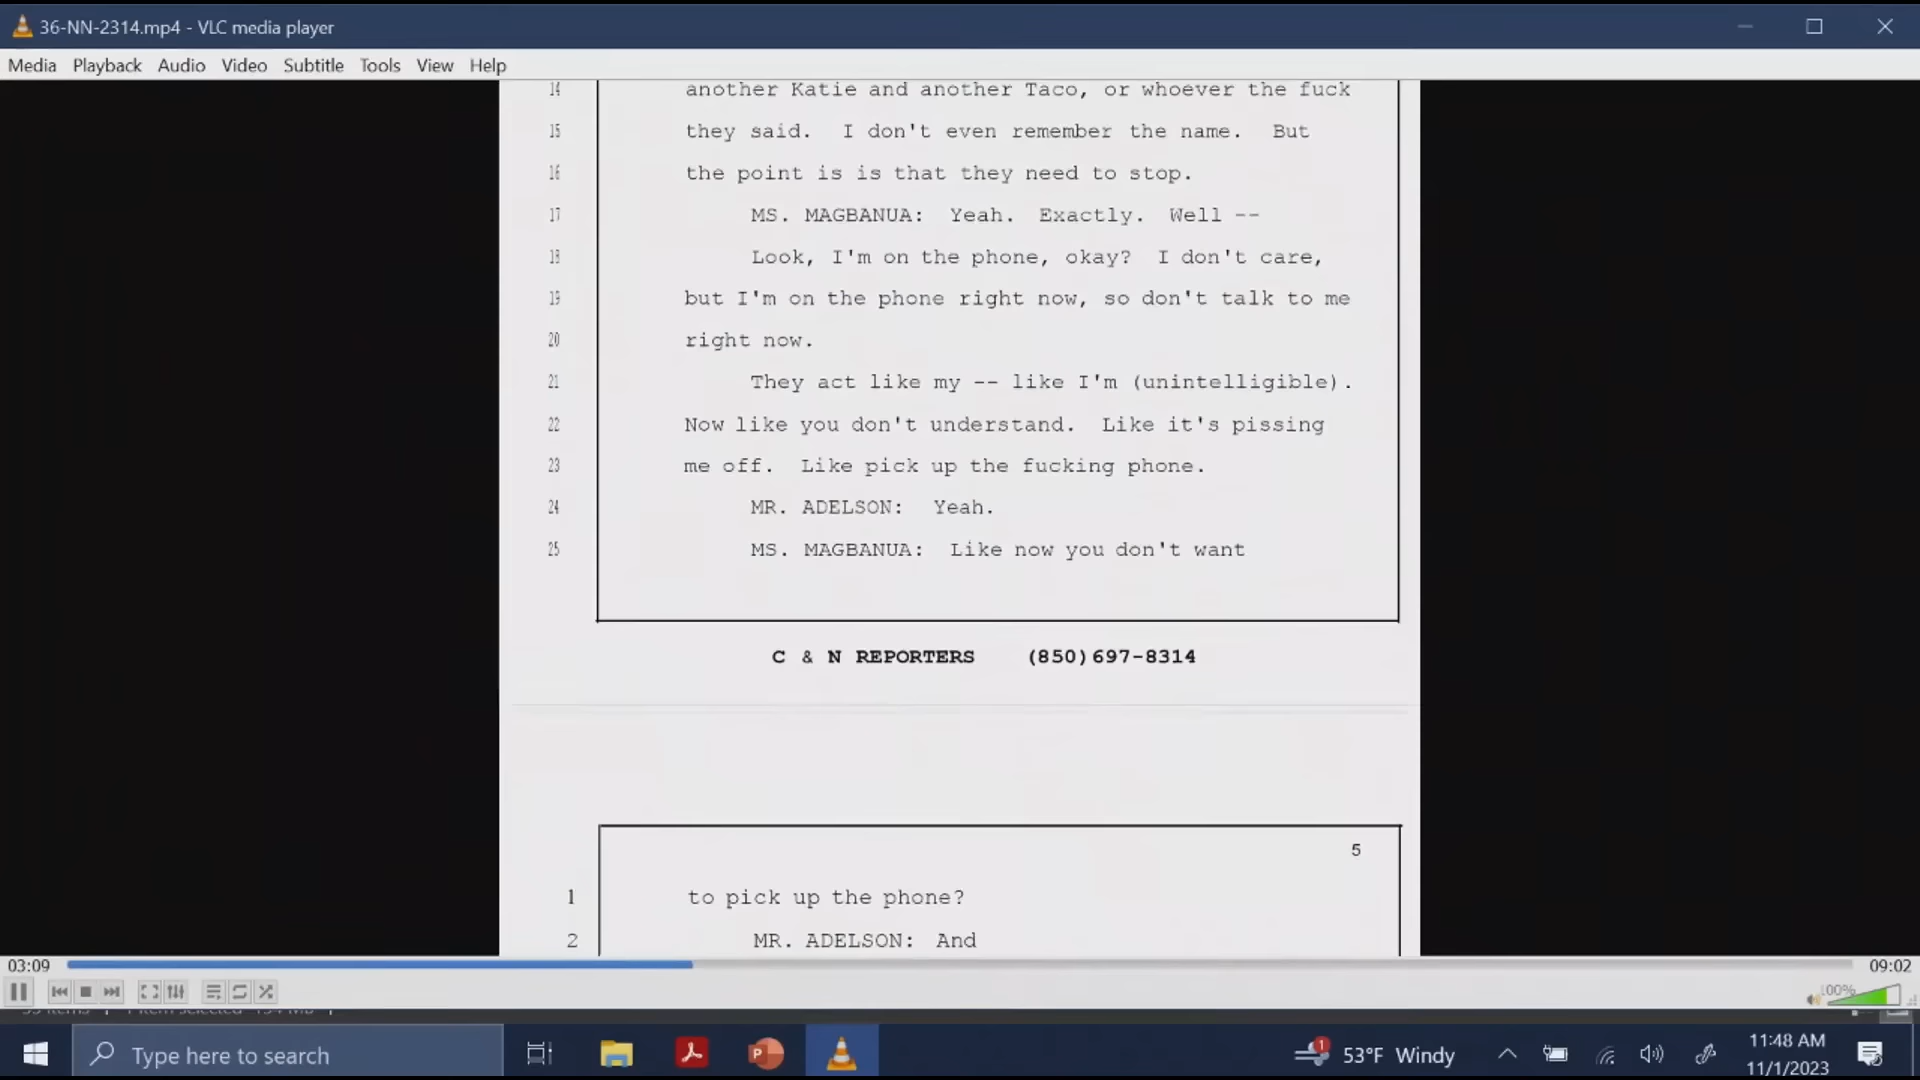 36-NN-2314.mp4 - VLC media player
Media Playback Audio Video Subtitle Tools View Help
14 another Katie and another Taco, or whoever the fuck
15 they said. I don't even remember the name. But
16 the point is is that they need to stop.
17 MS. MAGBANUA: Yeah. Exactly. Well --
18 Look, I'm on the phone, okay? I don't care,
19 but I'm on the phone right now, so don't talk to me
20 right now.
21 They act like my -- like I'm (unintelligible).
22 Now like you don't understand. Like it's pissing
23 me off. Like pick up the fucking phone.
24 MR. ADELSON: Yeah.
25 MS. MAGBANUA: Like now you don't want
C & N REPORTERS (850)697-8314
5
1 to pick up the phone?
2 MR. ADELSON: And
03:09 09:02
100%
Type here to search
1 53°F Windy
11:48 AM
11/1/2023